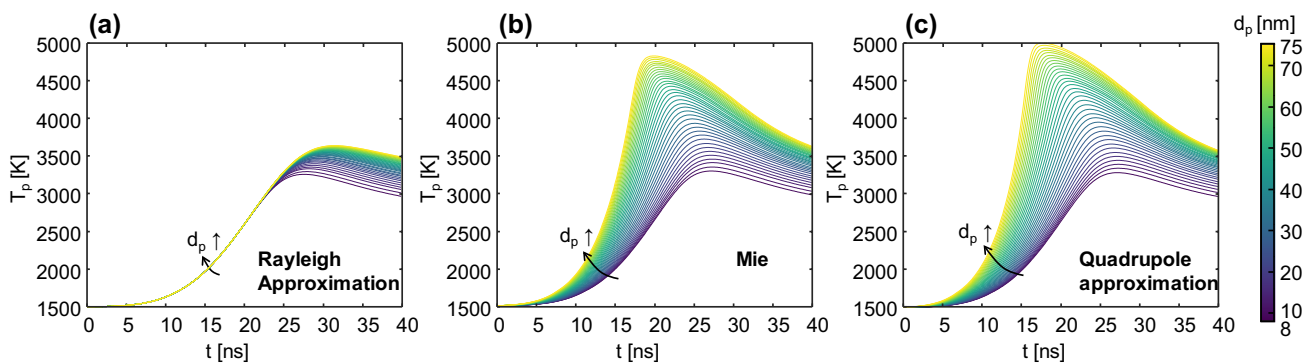 (a)
T_p [K]
5000
4500
4000
3500
3000
2500
2000
1500
d_p ↑
Rayleigh
Approximation
0 5 10 15 20 25 30 35 40
t [ns]
(b)
T_p [K]
5000
4500
4000
3500
3000
2500
2000
1500
d_p ↑
Mie
0 5 10 15 20 25 30 35 40
t [ns]
(c)
T_p [K]
5000
4500
4000
3500
3000
2500
2000
1500
d_p ↑
Quadrupole
approximation
0 5 10 15 20 25 30 35 40
t [ns]
d_p [nm]
75
70
60
50
40
30
20
10
8